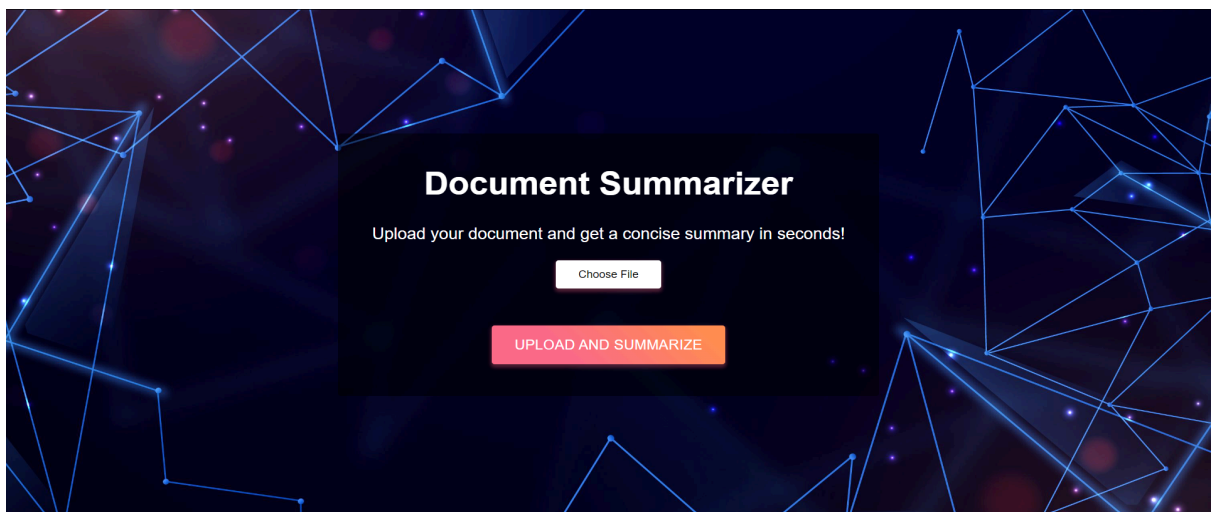 Document Summarizer
Upload your document and get a concise summary in seconds!
Choose File
UPLOAD AND SUMMARIZE